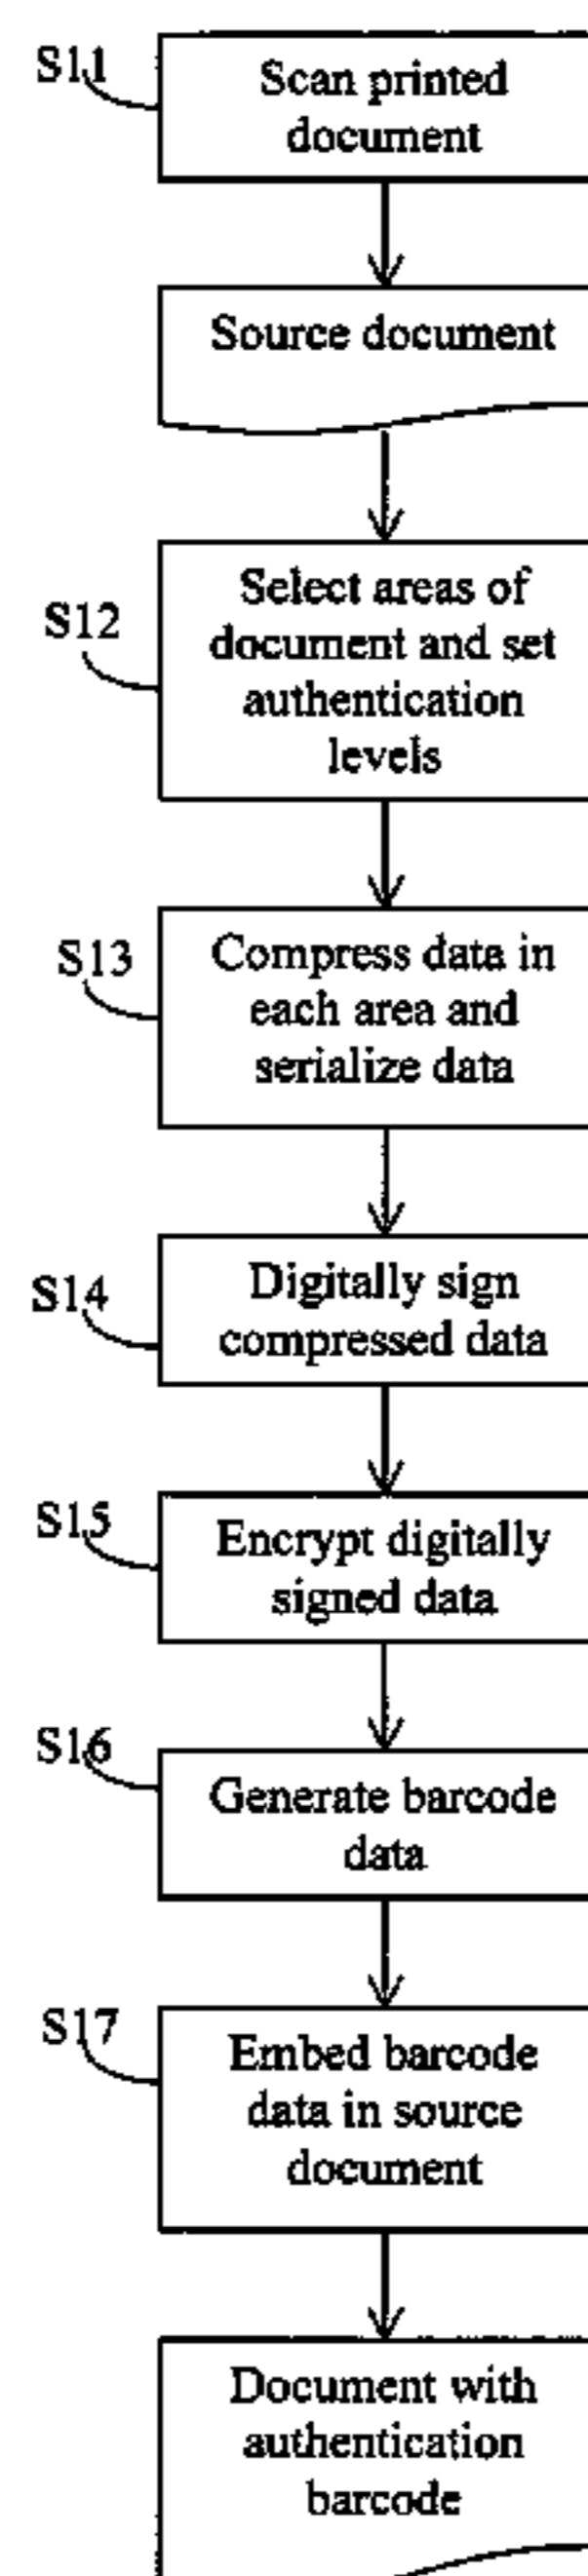 S11
Scan printed
document
Source document
S12
Select areas of
document and set
authentication
levels
S13
Compress data in
each area and
serialize data
S14
Digitally sign
compressed data
S15
Encrypt digitally
signed data
S16
Generate barcode
data
S17
Embed barcode
data in source
document
Document with
authentication
barcode